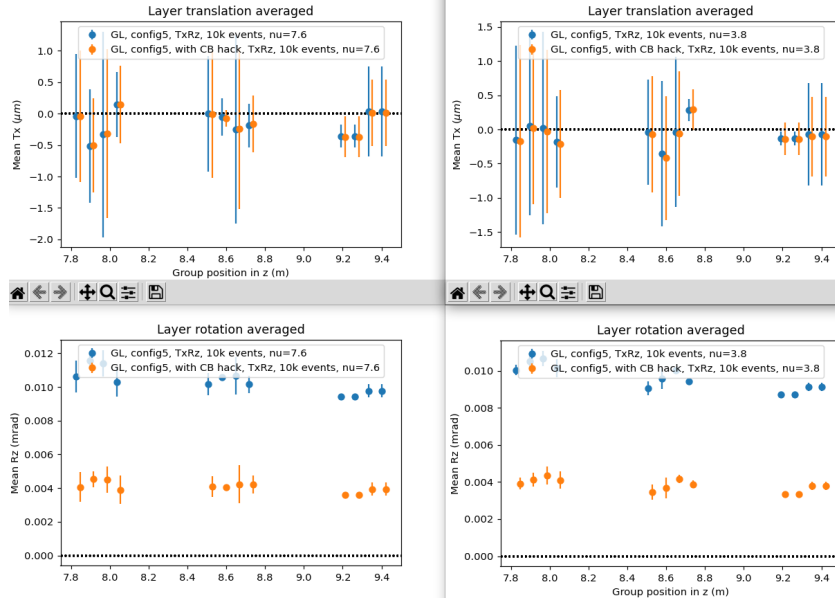 Layer translation averaged
GL, config5, TxRz, 10k events, nu=7.6
GL, config5, with CB hack, TxRz, 10k events, nu=7.6
Mean Tx (μm)
1.0
0.5
0.0
−0.5
−1.0
−1.5
−2.0
7.8 8.0 8.2 8.4 8.6 8.8 9.0 9.2 9.4
Group position in z (m)
Layer translation averaged
GL, config5, TxRz, 10k events, nu=3.8
GL, config5, with CB hack, TxRz, 10k events, nu=3.8
Mean Tx (μm)
1.5
1.0
0.5
0.0
−0.5
−1.0
−1.5
7.8 8.0 8.2 8.4 8.6 8.8 9.0 9.2 9.4
Group position in z (m)
Layer rotation averaged
GL, config5, TxRz, 10k events, nu=7.6
GL, config5, with CB hack, TxRz, 10k events, nu=7.6
Mean Rz (mrad)
0.012
0.010
0.008
0.006
0.004
0.002
0.000
7.8 8.0 8.2 8.4 8.6 8.8 9.0 9.2 9.4
Layer rotation averaged
GL, config5, TxRz, 10k events, nu=3.8
GL, config5, with CB hack, TxRz, 10k events, nu=3.8
Mean Rz (mrad)
0.010
0.008
0.006
0.004
0.002
0.000
7.8 8.0 8.2 8.4 8.6 8.8 9.0 9.2 9.4
Group position in z (m)